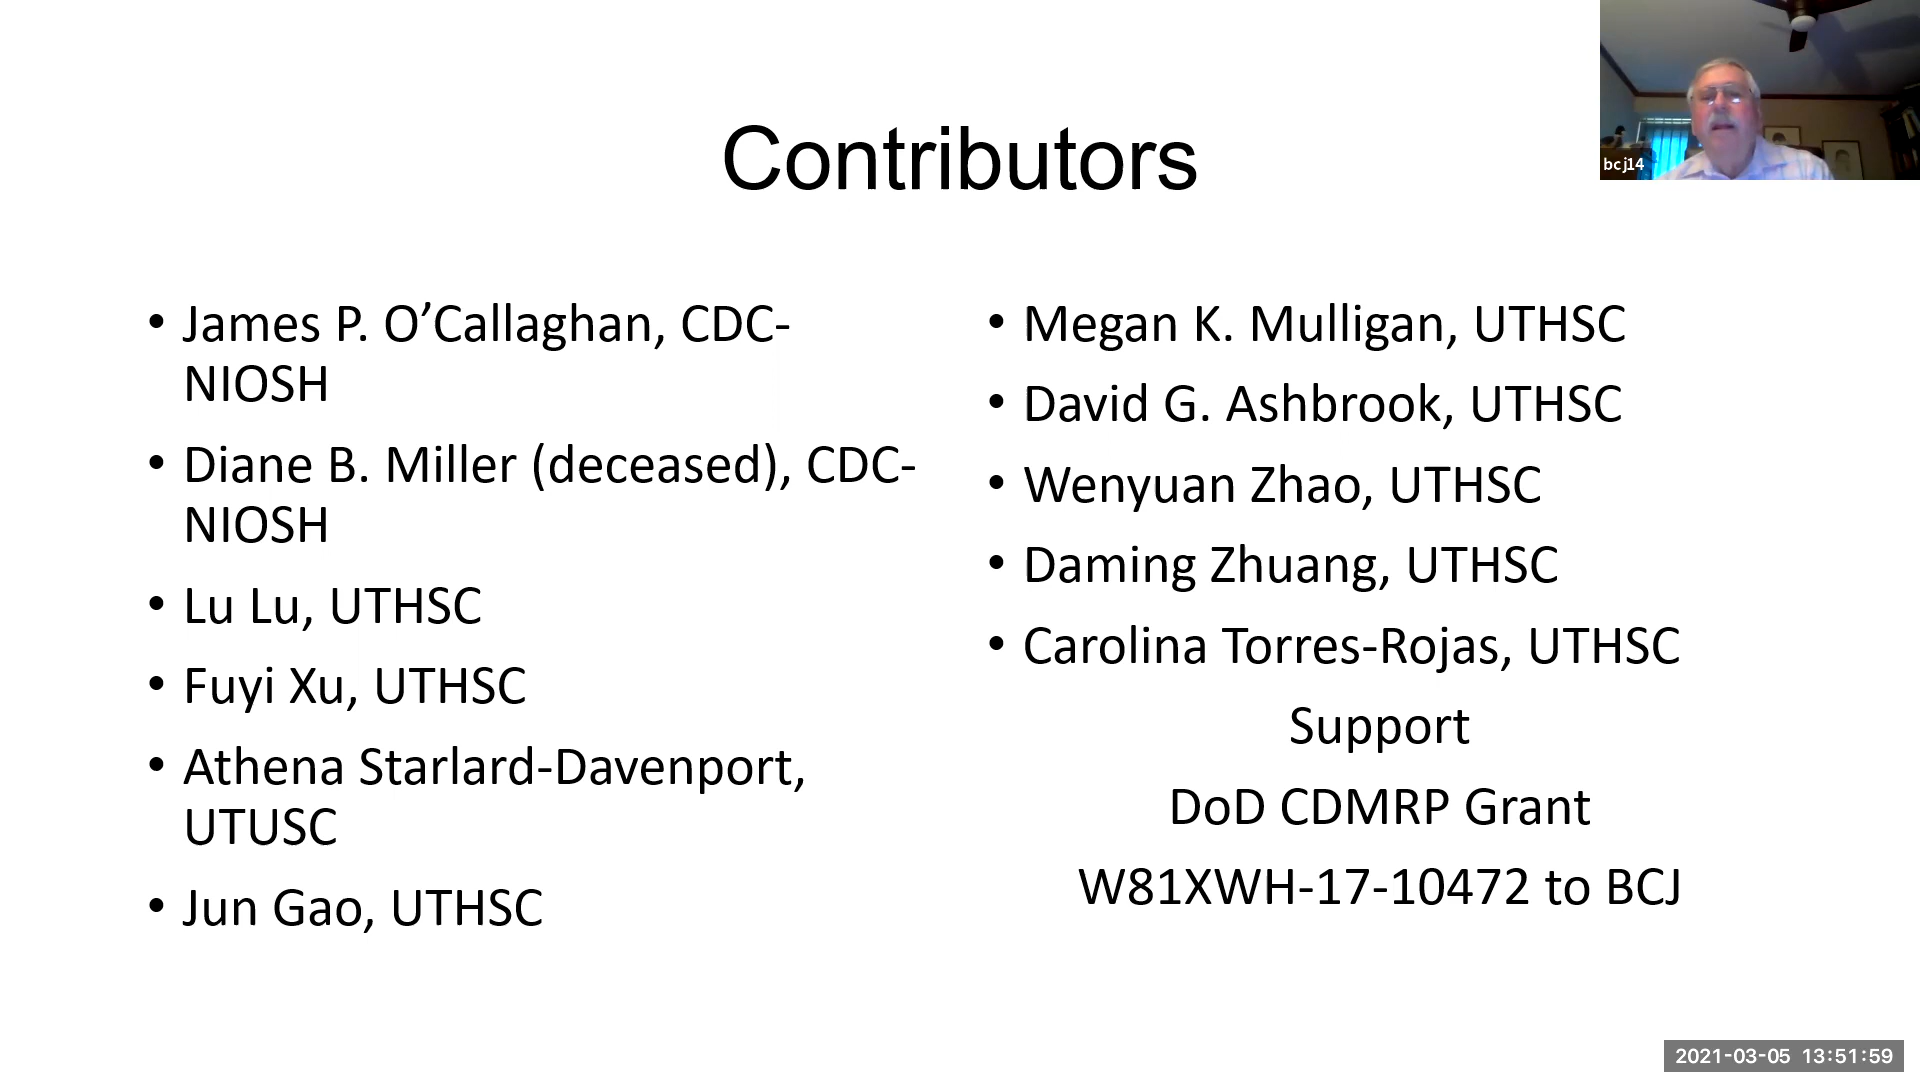 Contributors
bcj14
• James P. O’Callaghan, CDC-
NIOSH
• Diane B. Miller (deceased), CDC-
NIOSH
• Lu Lu, UTHSC
• Fuyi Xu, UTHSC
• Athena Starlard-Davenport,
UTUSC
• Jun Gao, UTHSC
• Megan K. Mulligan, UTHSC
• David G. Ashbrook, UTHSC
• Wenyuan Zhao, UTHSC
• Daming Zhuang, UTHSC
• Carolina Torres-Rojas, UTHSC
Support
DoD CDMRP Grant
W81XWH-17-10472 to BCJ
2021-03-05 13:51:59